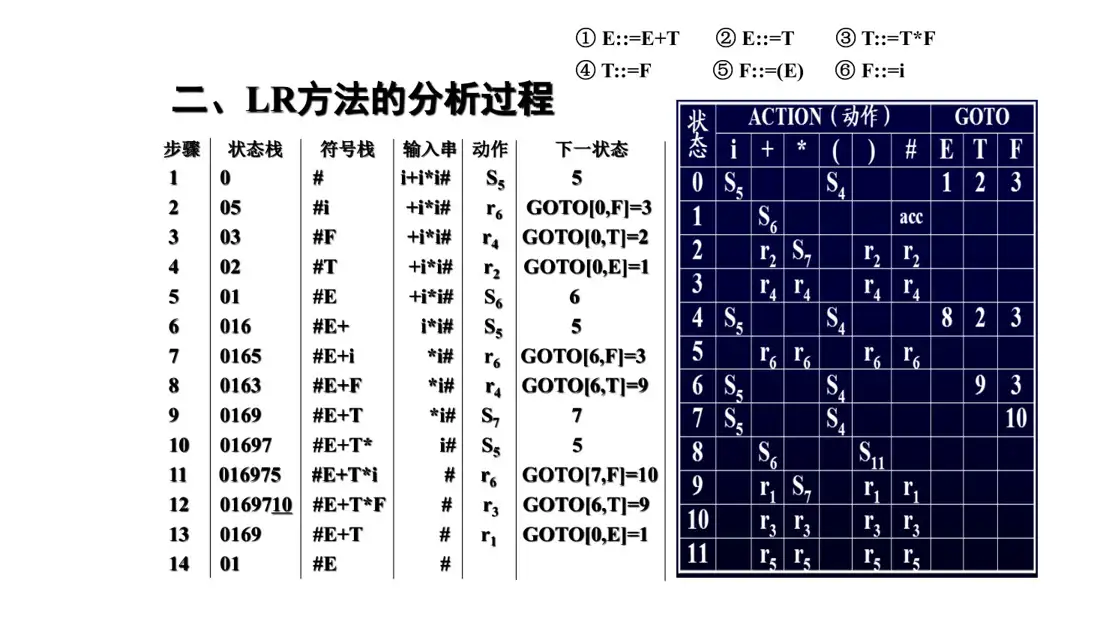 ① E::=E+T ② E::=T ③ T::=T*F
④ T::=F ⑤ F::=(E) ⑥ F::=i
二、LR方法的分析过程
步骤 状态栈 符号栈 输入串 动作 下一状态
1 0 # i+i*i# S5 5
2 05 #i +i*i# r6 GOTO[0,F]=3
3 03 #F +i*i# r4 GOTO[0,T]=2
4 02 #T +i*i# r2 GOTO[0,E]=1
5 01 #E +i*i# S6 6
6 016 #E+ i*i# S5 5
7 0165 #E+i *i# r6 GOTO[6,F]=3
8 0163 #E+F *i# r4 GOTO[6,T]=9
9 0169 #E+T *i# S7 7
10 01697 #E+T* i# S5 5
11 016975 #E+T*i # r6 GOTO[7,F]=10
12 0169710 #E+T*F # r3 GOTO[6,T]=9
13 0169 #E+T # r1 GOTO[0,E]=1
14 01 #E #
状态 ACTION（动作） GOTO
i + * ( ) # E T F
0 S5 S4 1 2 3
1 S6 acc
2 r2 S7 r2 r2
3 r4 r4 r4 r4
4 S5 S4 8 2 3
5 r6 r6 r6 r6
6 S5 S4 9 3
7 S5 S4 10
8 S6 S11
9 r1 S7 r1 r1
10 r3 r3 r3 r3
11 r5 r5 r5 r5